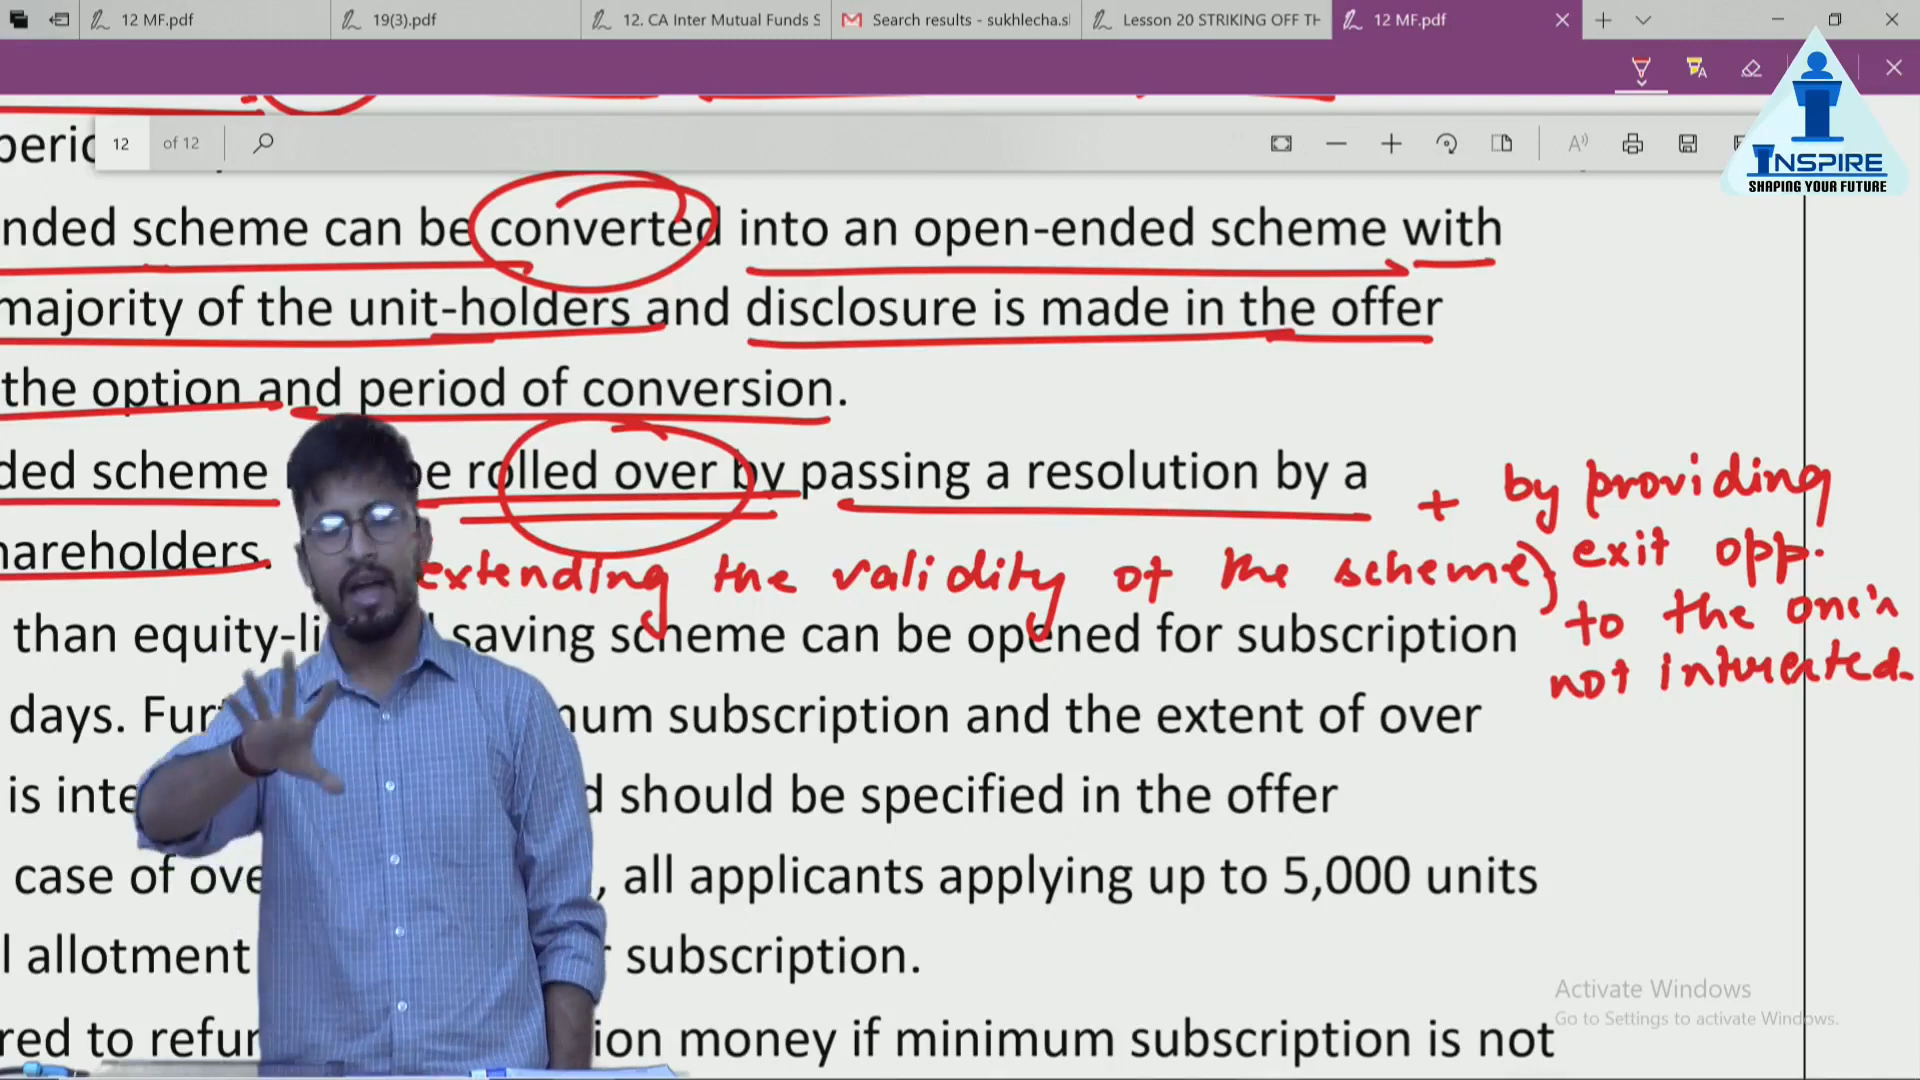 12 MF.pdf
19(3).pdf
12. CA Inter Mutual Funds S
Search results - sukhlecha.sl
Lesson 20 STRIKING OFF TH
12 MF.pdf
12 of 12
INSPIRE
SHAPING YOUR FUTURE
nded scheme can be converted into an open-ended scheme with
majority of the unit-holders and disclosure is made in the offer
the option and period of conversion.
ded scheme be rolled over by passing a resolution by a
hareholders.
+ by providing
exit opp.
to the one's
not interested.
extending the validity of the scheme)
than equity-li saving scheme can be opened for subscription
days. Fur num subscription and the extent of over
is inte d should be specified in the offer
case of ove , all applicants applying up to 5,000 units
l allotment r subscription.
red to refun ion money if minimum subscription is not
Activate Windows
Go to Settings to activate Windows.